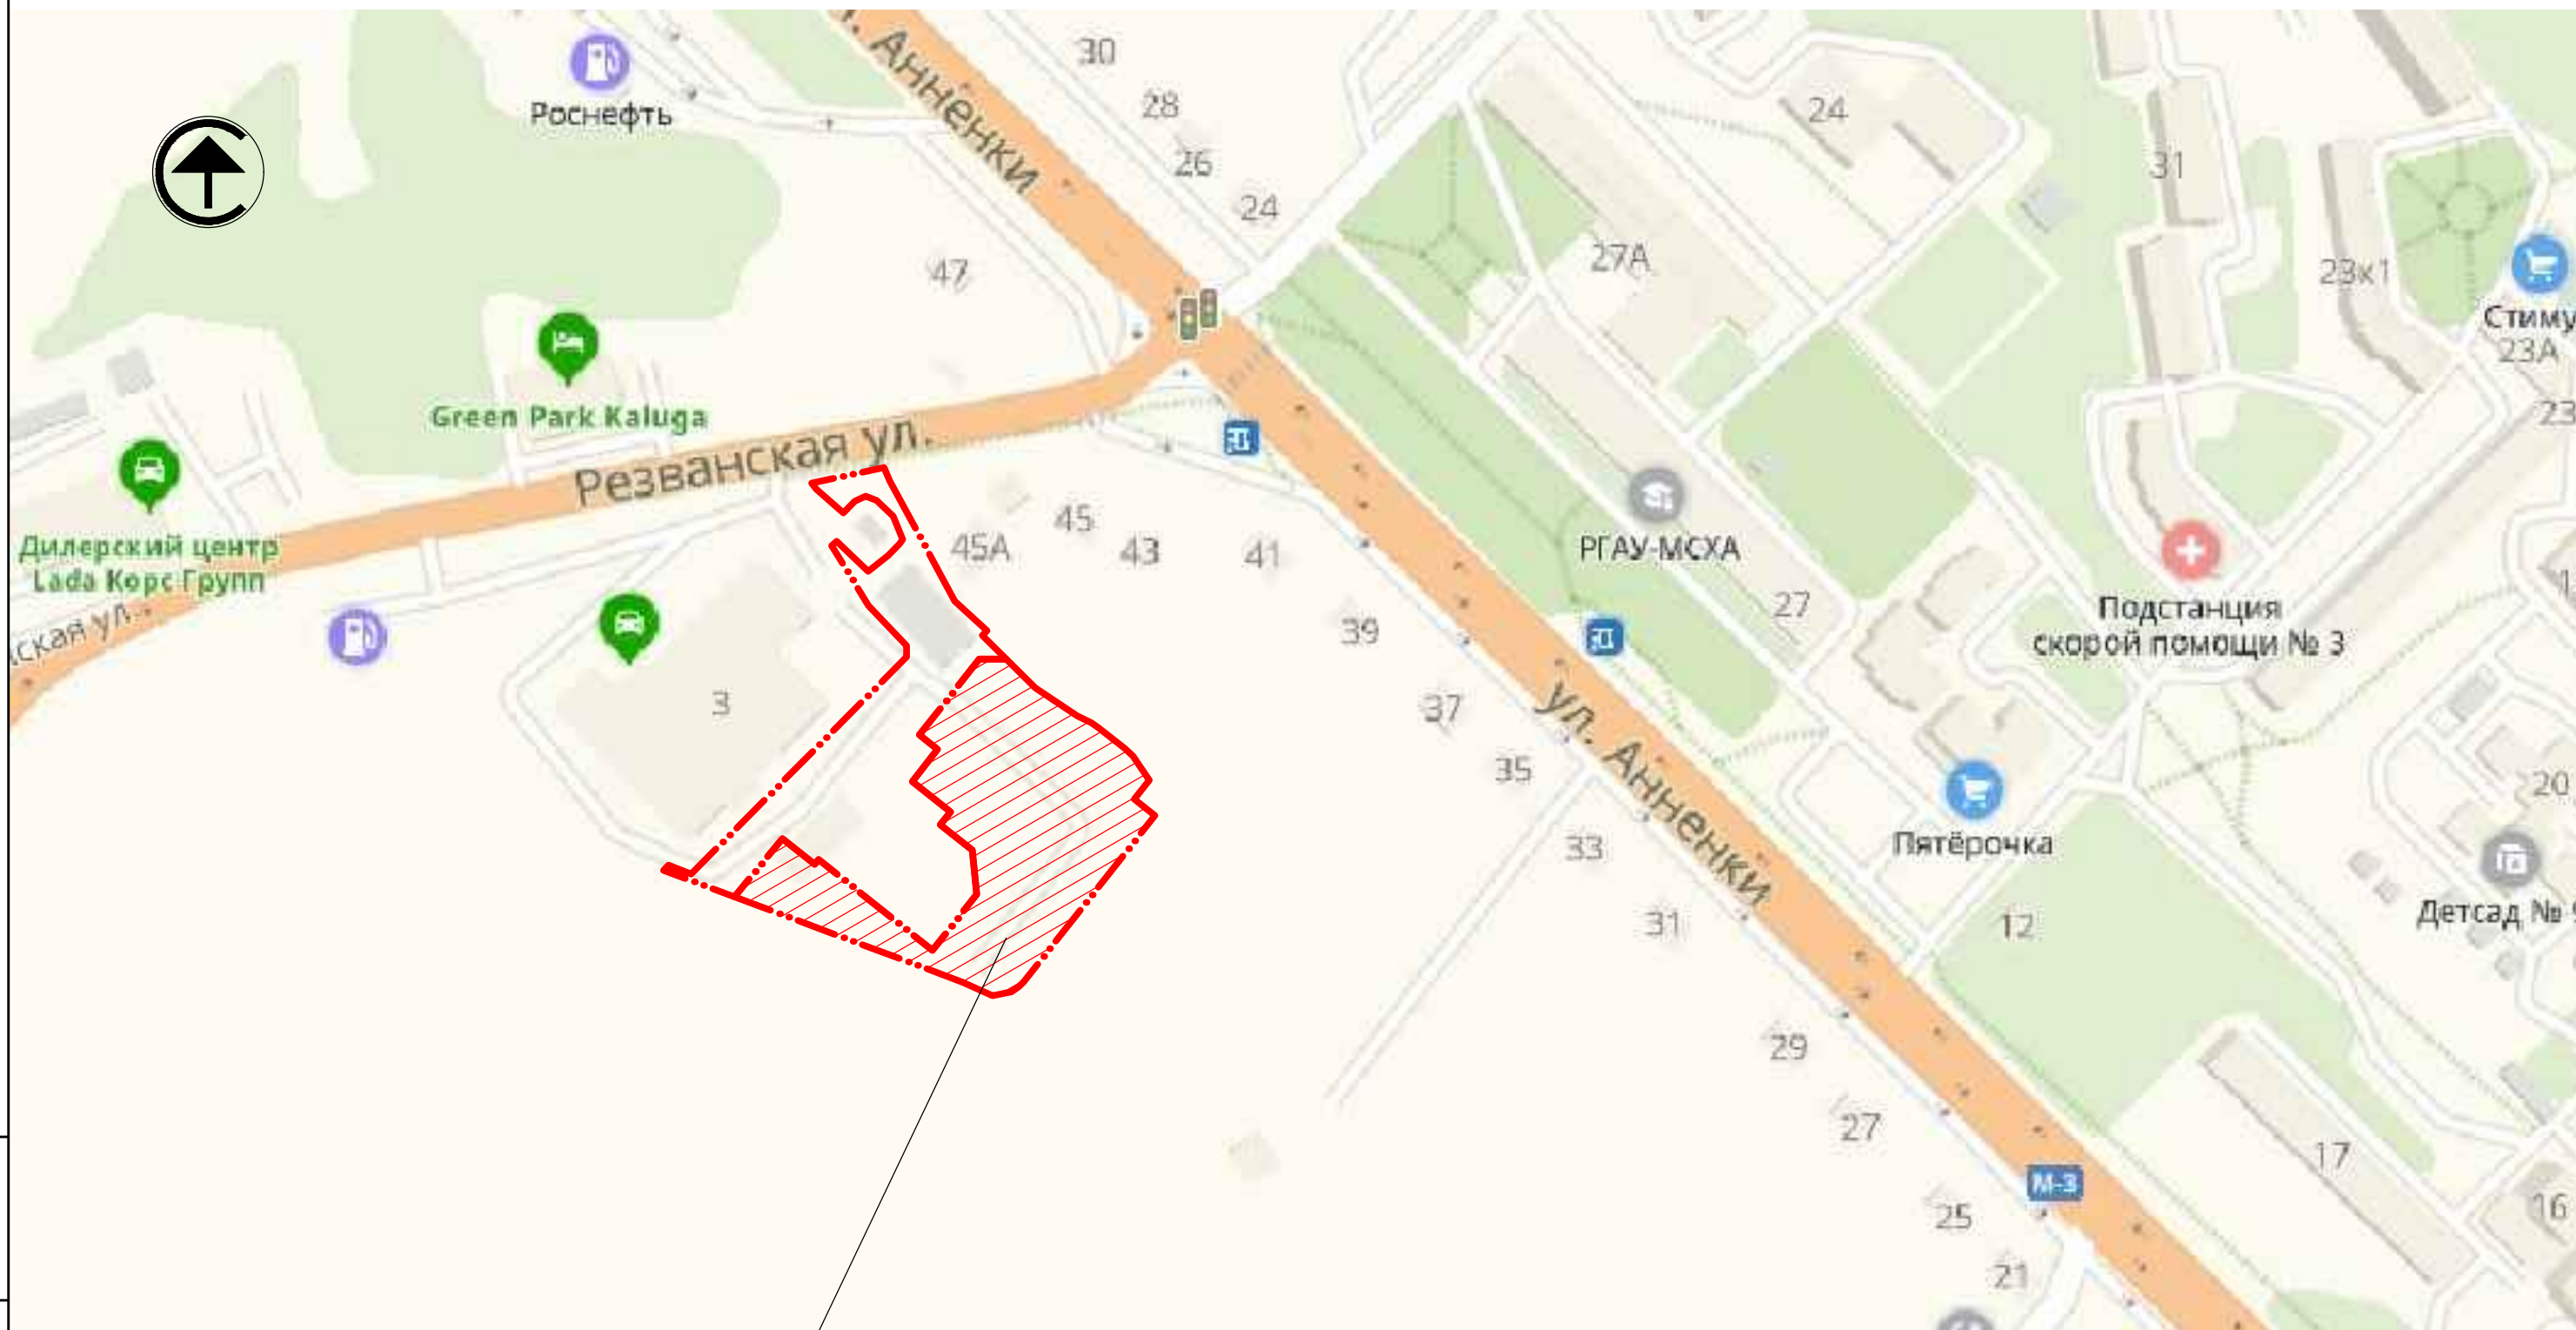 Роснефть
ул. Анненки
30
28
26
24
24
31
47
27А
23к1
Стиму
23А
23
Green Park Kaluga
Резванская ул.
Дилерский центр
Lada Корс Групп
ская ул.
45А
45
43
41
39
37
35
33
31
29
27
25
21
3
РГАУ-МСХА
27
Подстанция
скорой помощи № 3
ул. Анненки
Пятёрочка
20
Детсад №
12
17
М-3
16